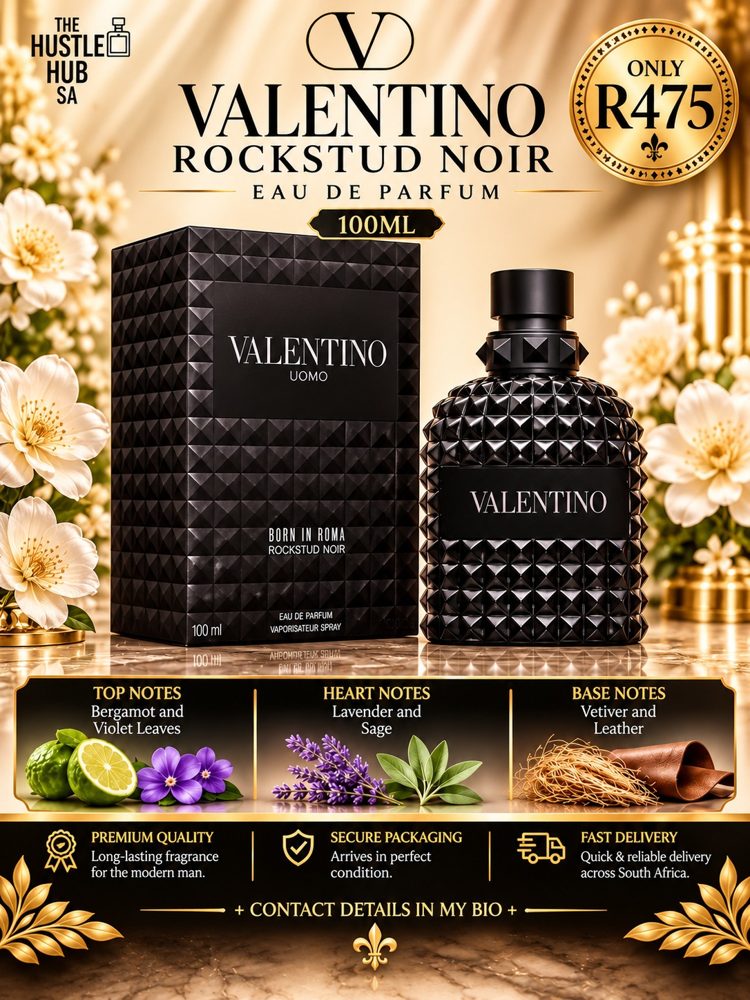 THE
HUSTLE
HUB
SA
V
VALENTINO
ROCKSTUD NOIR
EAU DE PARFUM
100ML
ONLY
R475
VALENTINO
UOMO
BORN IN ROMA
ROCKSTUD NOIR
EAU DE PARFUM
VAPORISATEUR SPRAY
100 ml
VALENTINO
TOP NOTES
Bergamot and
Violet Leaves
HEART NOTES
Lavender and
Sage
BASE NOTES
Vetiver and
Leather
PREMIUM QUALITY
Long-lasting fragrance
for the modern man.
SECURE PACKAGING
Arrives in perfect
condition.
FAST DELIVERY
Quick & reliable delivery
across South Africa.
+ CONTACT DETAILS IN MY BIO +